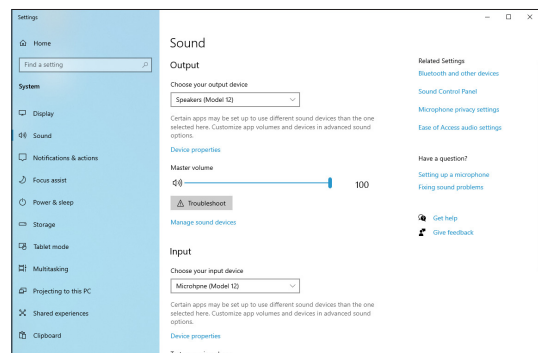 Settings
Home
Find a setting
System
Display
Sound
Notifications & actions
Focus assist
Power & sleep
Storage
Tablet mode
Multitasking
Projecting to this PC
Shared experiences
Clipboard
Sound
Output
Choose your output device
Speakers (Model 12)
Certain apps may be set up to use different sound devices than the one
selected here. Customize app volumes and devices in advanced sound
options.
Device properties
Master volume
100
Troubleshoot
Manage sound devices
Input
Choose your input device
Microhpne (Model 12)
Certain apps may be set up to use different sound devices than the one
selected here. Customize app volumes and devices in advanced sound
options.
Device properties
Related Settings
Bluetooth and other devices
Sound Control Panel
Microphone privacy settings
Ease of Access audio settings
Have a question?
Setting up a microphone
Fixing sound problems
Get help
Give feedback